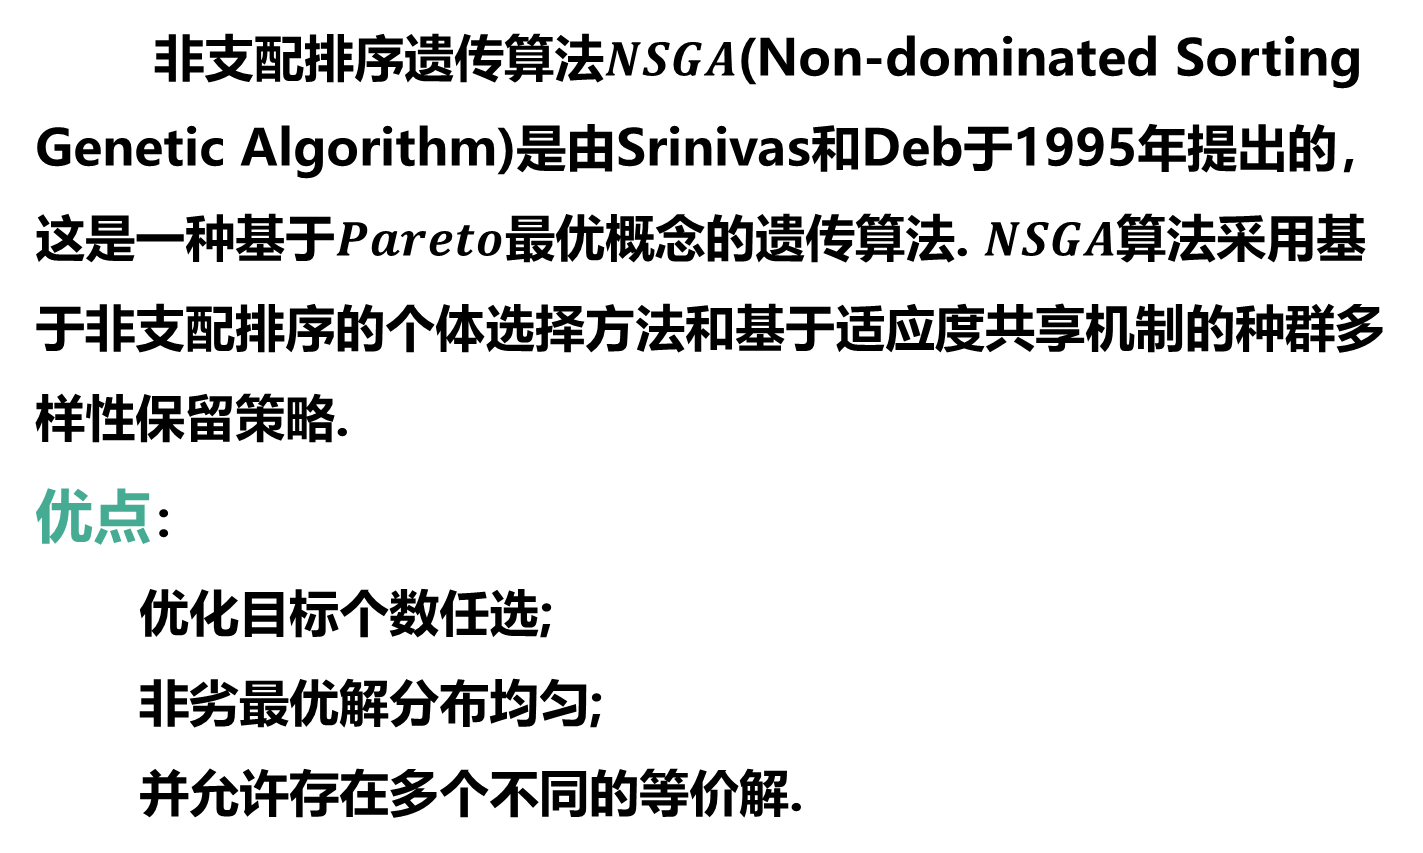 非支配排序遗传算法NSGA(Non-dominated Sorting
Genetic Algorithm)是由Srinivas和Deb于1995年提出的，
这是一种基于Pareto最优概念的遗传算法. NSGA算法采用基
于非支配排序的个体选择方法和基于适应度共享机制的种群多
样性保留策略.
优点：
优化目标个数任选;
非劣最优解分布均匀;
并允许存在多个不同的等价解.